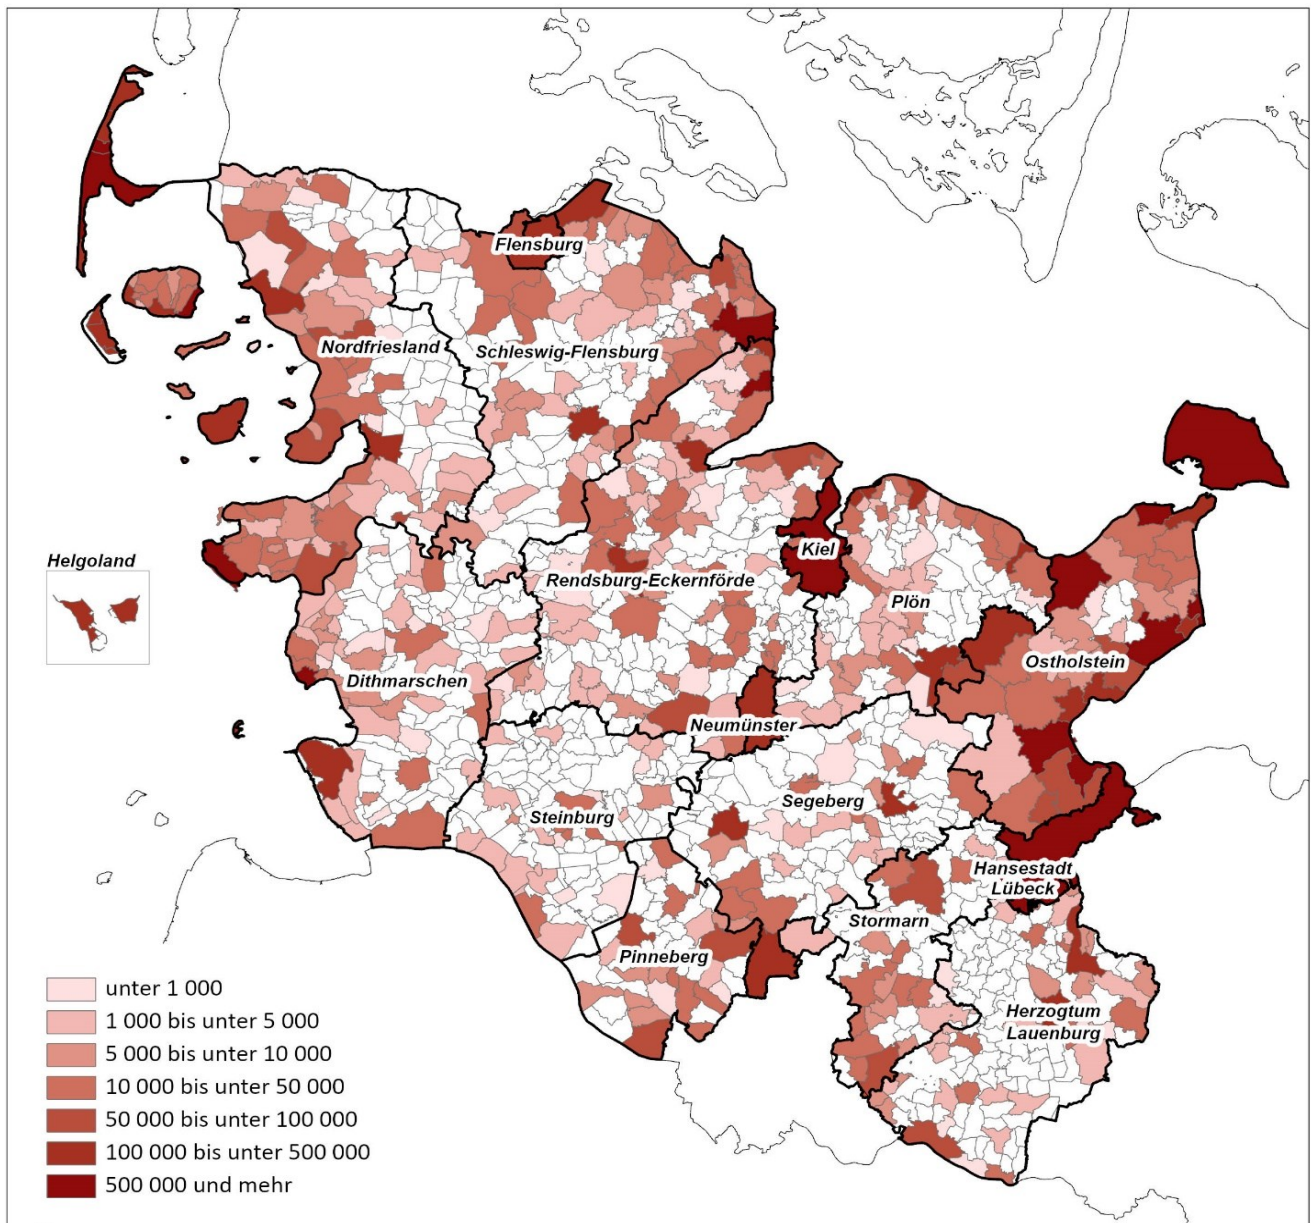 Flensburg
Nordfriesland
Schleswig-Flensburg
Helgoland
Kiel
Rendsburg-Eckernförde
Plön
Ostholstein
Dithmarschen
Neumünster
Segeberg
Steinburg
Hansestadt
Lübeck
Stormarn
Pinneberg
Herzogtum
Lauenburg
unter 1 000
1 000 bis unter 5 000
5 000 bis unter 10 000
10 000 bis unter 50 000
50 000 bis unter 100 000
100 000 bis unter 500 000
500 000 und mehr